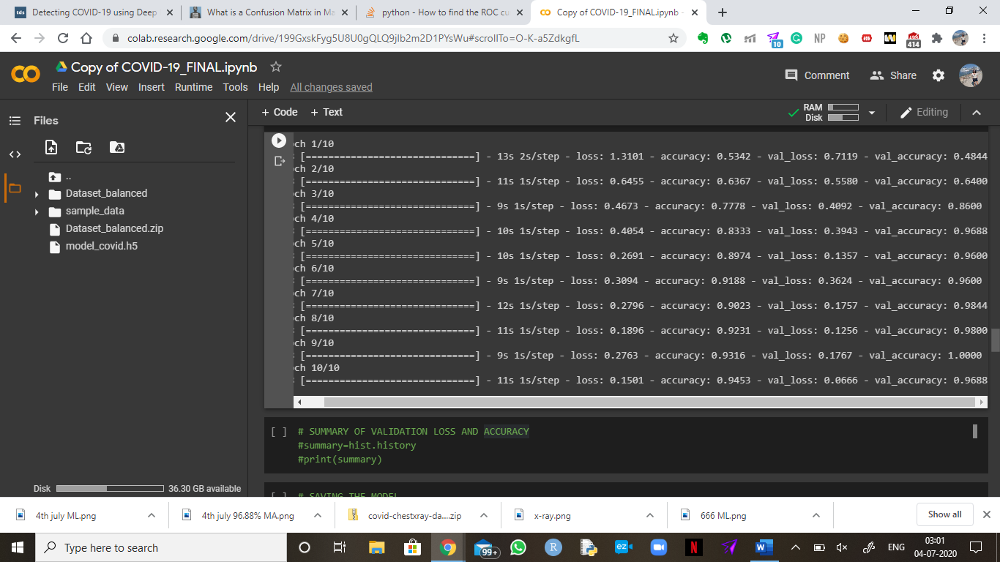 Detecting COVID-19 using Deep
What is a Confusion Matrix in Ma
python - How to find the ROC cu
Copy of COVID-19_FINAL.ipynb -
colab.research.google.com/drive/199GxskFyg5U8U0gQLQ9jIb2m2D1PYsWu#scrollTo=O-K-a5ZdkgfL
NP
10
414
Copy of COVID-19_FINAL.ipynb
Comment
Share
File Edit View Insert Runtime Tools Help All changes saved
Files
+ Code + Text
RAM
Disk
Editing
..
Dataset_balanced
sample_data
Dataset_balanced.zip
model_covid.h5
Disk 36.30 GB available
och 1/10
[==============================] - 13s 2s/step - loss: 1.3101 - accuracy: 0.5342 - val_loss: 0.7119 - val_accuracy: 0.4844
och 2/10
[==============================] - 11s 1s/step - loss: 0.6455 - accuracy: 0.6367 - val_loss: 0.5580 - val_accuracy: 0.6400
och 3/10
[==============================] - 9s 1s/step - loss: 0.4673 - accuracy: 0.7778 - val_loss: 0.4092 - val_accuracy: 0.8600
och 4/10
[==============================] - 10s 1s/step - loss: 0.4054 - accuracy: 0.8333 - val_loss: 0.3943 - val_accuracy: 0.9688
och 5/10
[==============================] - 10s 1s/step - loss: 0.2691 - accuracy: 0.8974 - val_loss: 0.1357 - val_accuracy: 0.9600
och 6/10
[==============================] - 9s 1s/step - loss: 0.3094 - accuracy: 0.9188 - val_loss: 0.3624 - val_accuracy: 0.9600
och 7/10
[==============================] - 12s 1s/step - loss: 0.2796 - accuracy: 0.9023 - val_loss: 0.1757 - val_accuracy: 0.9844
och 8/10
[==============================] - 11s 1s/step - loss: 0.1896 - accuracy: 0.9231 - val_loss: 0.1256 - val_accuracy: 0.9800
och 9/10
[==============================] - 9s 1s/step - loss: 0.2763 - accuracy: 0.9316 - val_loss: 0.1767 - val_accuracy: 1.0000
och 10/10
[==============================] - 11s 1s/step - loss: 0.1501 - accuracy: 0.9453 - val_loss: 0.0666 - val_accuracy: 0.9688
[ ] # SUMMARY OF VALIDATION LOSS AND ACCURACY
#summary=hist.history
#print(summary)
[ ] # SAVING THE MODEL
4th july ML.png
4th july 96.88% MA.png
covid-chestxray-da....zip
x-ray.png
666 ML.png
Show all
Type here to search
99+
R
ez
N
W
ENG
03:01
04-07-2020